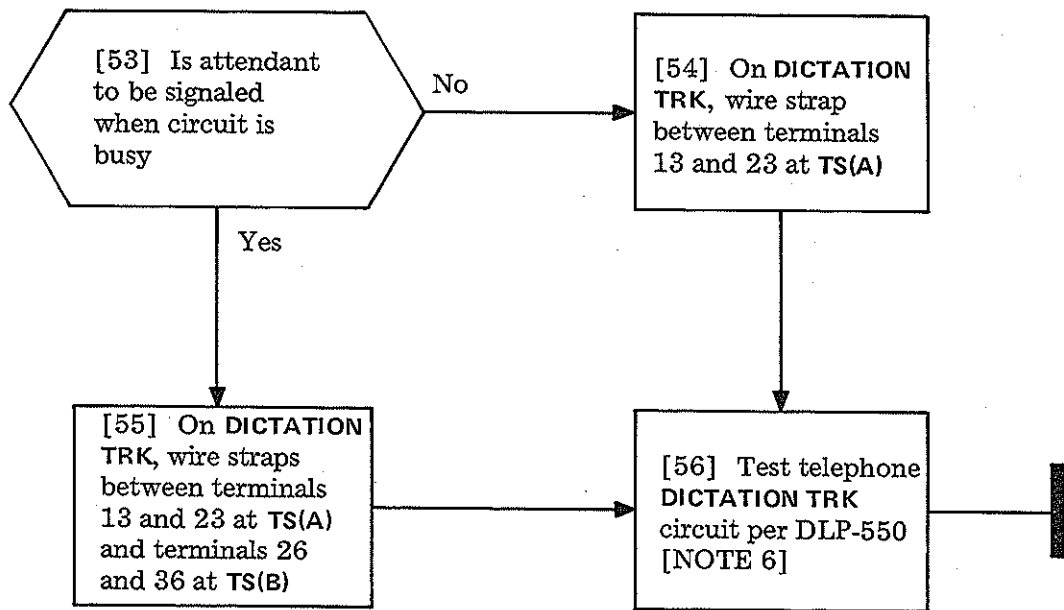 [53] Is attendant
to be signaled
when circuit is
busy
No
[54] On DICTATION
TRK, wire strap
between terminals
13 and 23 at TS(A)
Yes
[55] On DICTATION
TRK, wire straps
between terminals
13 and 23 at TS(A)
and terminals 26
and 36 at TS(B)
[56] Test telephone
DICTATION TRK
circuit per DLP-550
[NOTE 6]